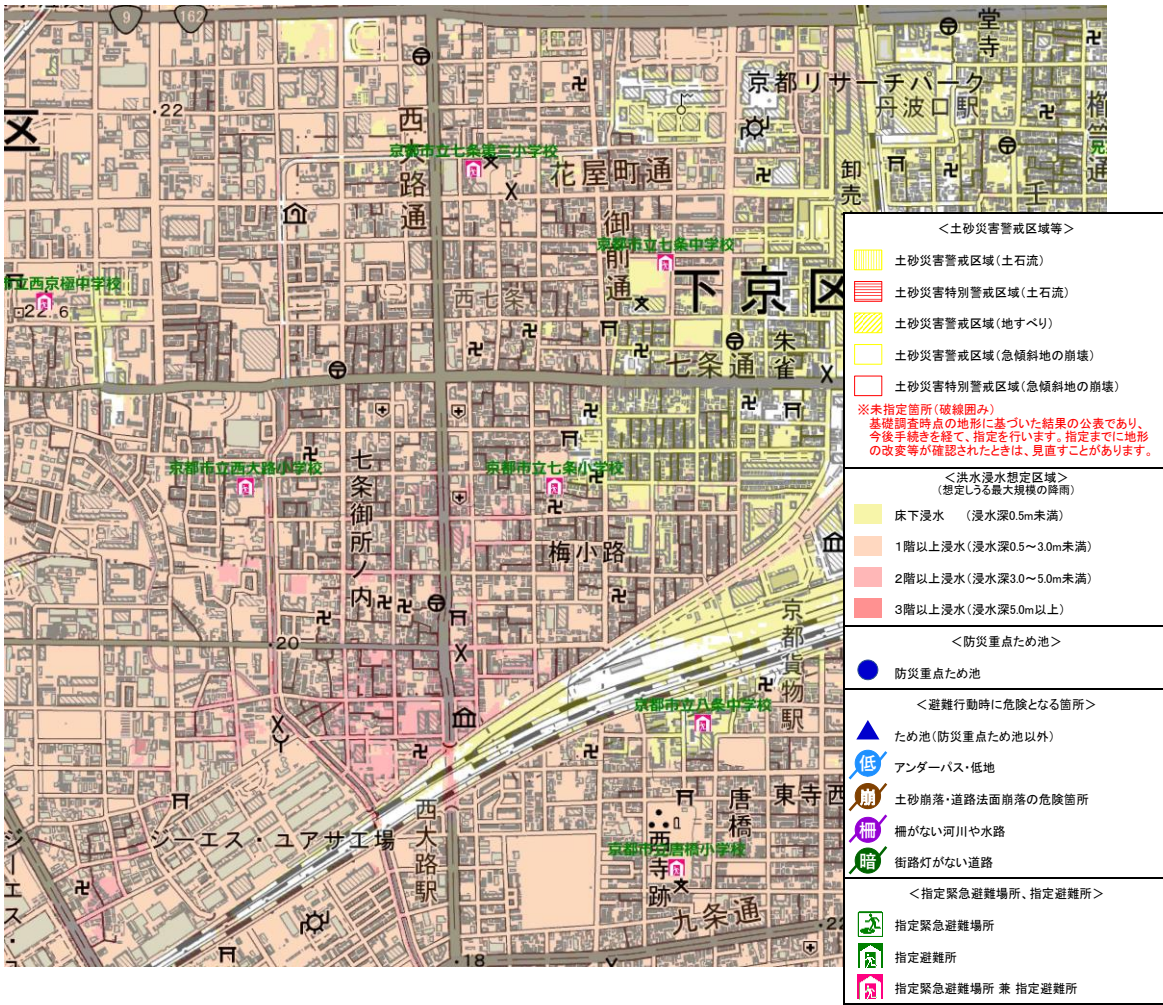 9
162
堂寺
京都リサーチパーク
丹波口駅
・22
区
西大路通
京都市立七条第三小学校
花屋町通
卸売
壬
通
御前通
京都市立七条中学校
市立西京極中学校
22.6
西七条
下京区
朱雀
七条通
京都市立西大路小学校
京都市立七条小学校
七条御所ノ内
梅小路
・20
京都貨物駅
京都市立八条中学校
ジーエス・ユアサ工場
西大路駅
唐橋
東寺西
京都市立唐橋小学校
西寺跡
九条通
ジーエス・
・22
・18
＜土砂災害警戒区域等＞
土砂災害警戒区域（土石流）
土砂災害特別警戒区域（土石流）
土砂災害警戒区域（地すべり）
土砂災害警戒区域（急傾斜地の崩壊）
土砂災害特別警戒区域（急傾斜地の崩壊）
※未指定箇所（破線囲み）
基礎調査時点の地形に基づいた結果の公表であり、
今後手続きを経て、指定を行います。指定までに地形
の改変等が確認されたときは、見直すことがあります。
＜洪水浸水想定区域＞
（想定しうる最大規模の降雨）
床下浸水　（浸水深0.5m未満）
1階以上浸水（浸水深0.5～3.0m未満）
2階以上浸水（浸水深3.0～5.0m未満）
3階以上浸水（浸水深5.0m以上）
＜防災重点ため池＞
防災重点ため池
＜避難行動時に危険となる箇所＞
ため池（防災重点ため池以外）
低 アンダーパス・低地
崩 土砂崩落・道路法面崩落の危険箇所
柵 柵がない河川や水路
暗 街路灯がない道路
＜指定緊急避難場所、指定避難所＞
指定緊急避難場所
指定避難所
指定緊急避難場所 兼 指定避難所